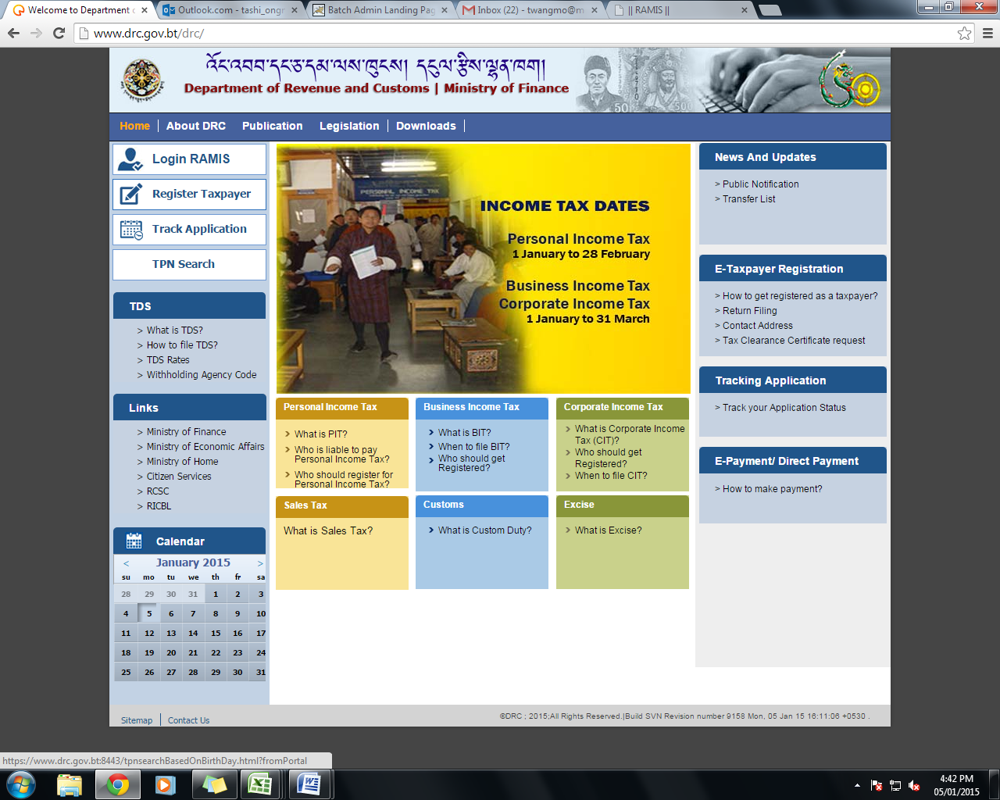 Welcome to Department o
Outlook.com - tashi_ongm
Batch Admin Landing Pag
Inbox (22) - twangmo@m
|| RAMIS ||
www.drc.gov.bt/drc/
འོང་འབབ་དང་ཅ་དམ་ལས་ཁུངས། དངུལ་རྩིས་ལྷན་ཁག།
Department of Revenue and Customs | Ministry of Finance
50
50
Home
About DRC
Publication
Legislation
Downloads
Login RAMIS
Register Taxpayer
Track Application
TPN Search
TDS
> What is TDS?
> How to file TDS?
> TDS Rates
> Withholding Agency Code
Links
> Ministry of Finance
> Ministry of Economic Affairs
> Ministry of Home
> Citizen Services
> RCSC
> RICBL
Calendar
< January 2015 >
su mo tu we th fr sa
28 29 30 31 1 2 3
4 5 6 7 8 9 10
11 12 13 14 15 16 17
18 19 20 21 22 23 24
25 26 27 28 29 30 31
PERSONAL INCOME TAX
INCOME TAX DATES
Personal Income Tax
1 January to 28 February
Business Income Tax
Corporate Income Tax
1 January to 31 March
Personal Income Tax
What is PIT?
Who is liable to pay
Personal Income Tax?
Who should register for
Personal Income Tax?
Business Income Tax
What is BIT?
When to file BIT?
Who should get
Registered?
Corporate Income Tax
What is Corporate Income
Tax (CIT)?
Who should get
Registered?
When to file CIT?
Sales Tax
What is Sales Tax?
Customs
What is Custom Duty?
Excise
What is Excise?
News And Updates
> Public Notification
> Transfer List
E-Taxpayer Registration
> How to get registered as a taxpayer?
> Return Filing
> Contact Address
> Tax Clearance Certificate request
Tracking Application
> Track your Application Status
E-Payment/ Direct Payment
> How to make payment?
Sitemap
Contact Us
©DRC ; 2015;All Rights Reserved.|Build SVN Revision number 9158 Mon, 05 Jan 15 16:11:06 +0530 .
https://www.drc.gov.bt:8443/tpnsearchBasedOnBirthDay.html?fromPortal
4:42 PM
05/01/2015